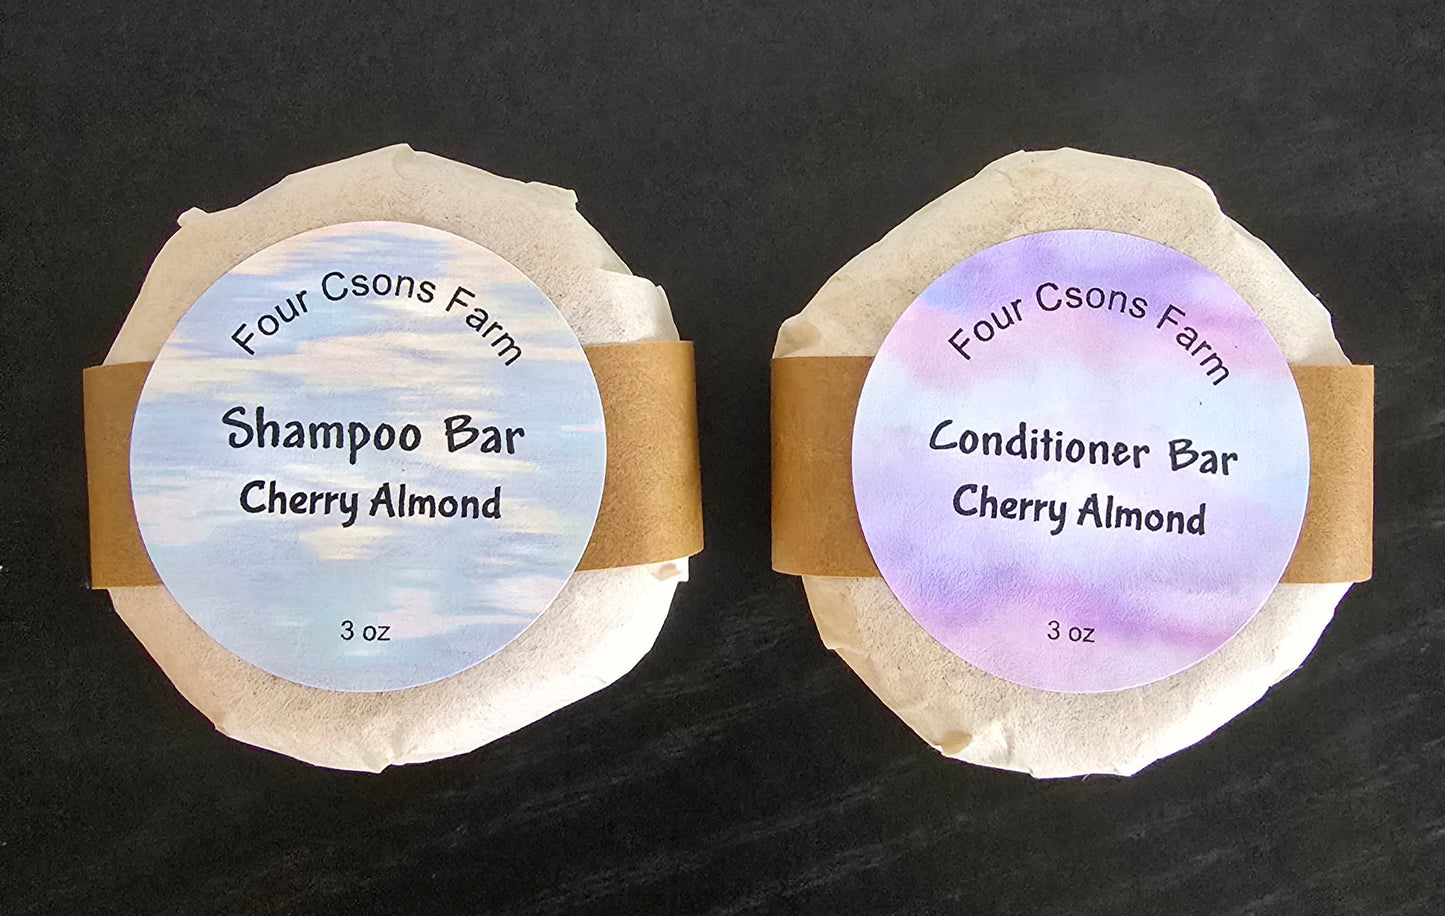 Four Csons Farm
Shampoo Bar
Cherry Almond
3 oz
Four Csons Farm
Conditioner Bar
Cherry Almond
3 oz